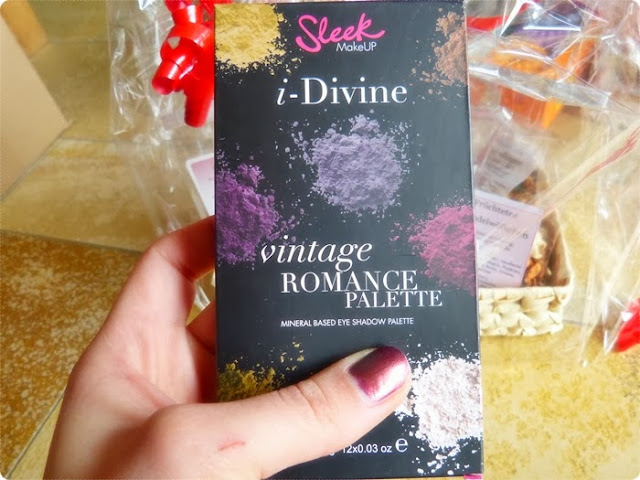 Sleek
MakeUP
i-Divine
vintage
ROMANCE
PALETTE
MINERAL BASED EYE SHADOW PALETTE
12x0.03 oz e